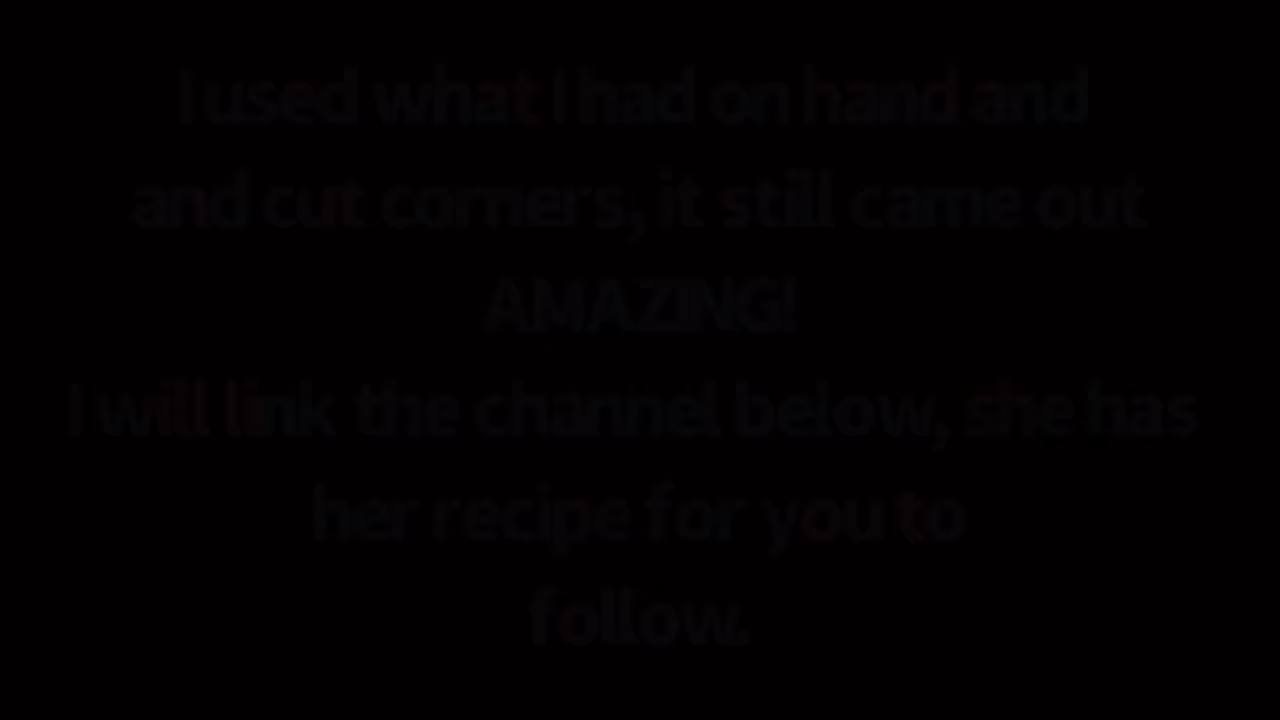 I used what I had on hand and
and cut corners, it still came out
AMAZING!
I will link the channel below, she has
her recipe for you to
follow.